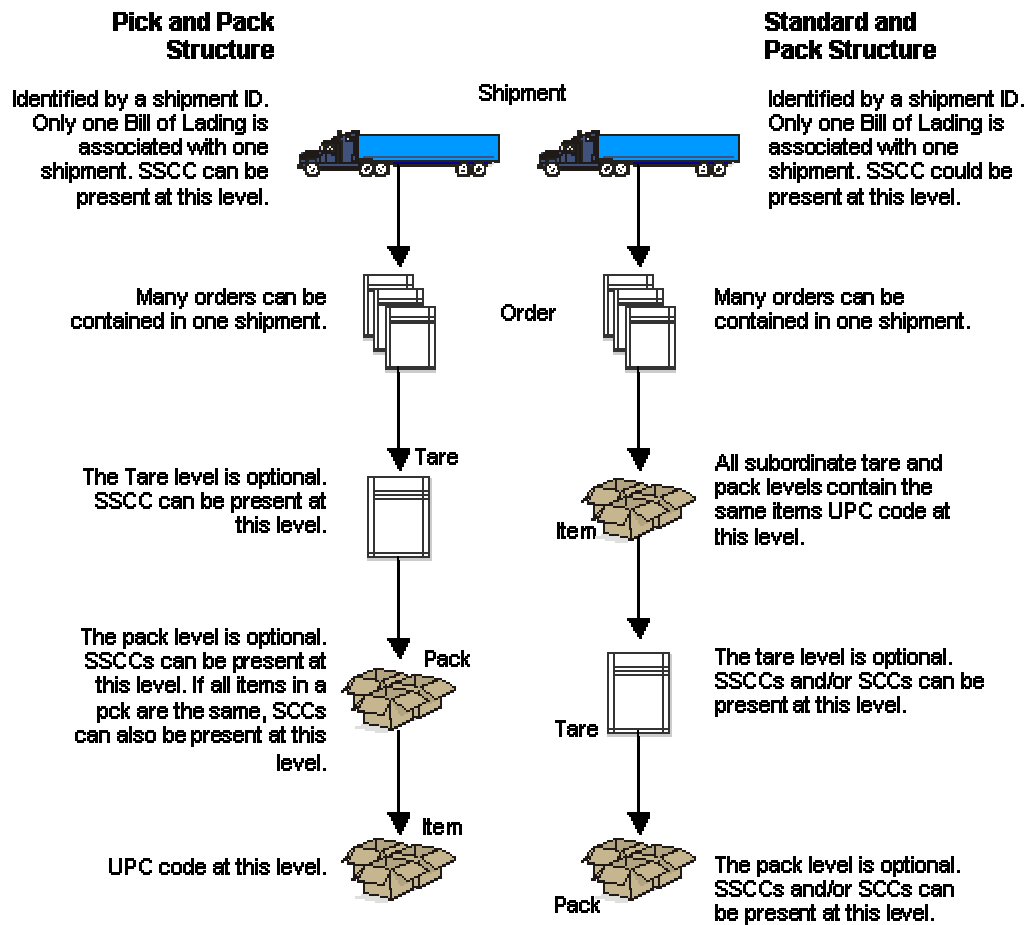 Pick and Pack
Structure
Standard and
Pack Structure
Identified by a shipment ID.
Only one Bill of Lading is
associated with one
shipment. SSCC can be
present at this level.
Shipment
Identified by a shipment ID.
Only one Bill of Lading is
associated with one
shipment. SSCC could be
present at this level.
Many orders can be
contained in one shipment.
Order
Many orders can be
contained in one shipment.
The Tare level is optional.
SSCC can be present at
this level.
Tare
Item
All subordinate tare and
pack levels contain the
same items UPC code at
this level.
The pack level is optional.
SSCCs can be present at
this level. If all items in a
pck are the same, SCCs
can also be present at this
level.
Pack
Tare
The tare level is optional.
SSCCs and/or SCCs can be
present at this level.
UPC code at this level.
Item
Pack
The pack level is optional.
SSCCs and/or SCCs can
be present at this level.